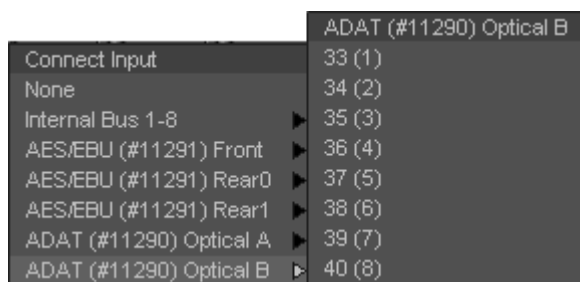 Connect Input
None
Internal Bus 1-8
AES/EBU (#11291) Front
AES/EBU (#11291) Rear0
AES/EBU (#11291) Rear1
ADAT (#11290) Optical A
ADAT (#11290) Optical B
ADAT (#11290) Optical B
33 (1)
34 (2)
35 (3)
36 (4)
37 (5)
38 (6)
39 (7)
40 (8)